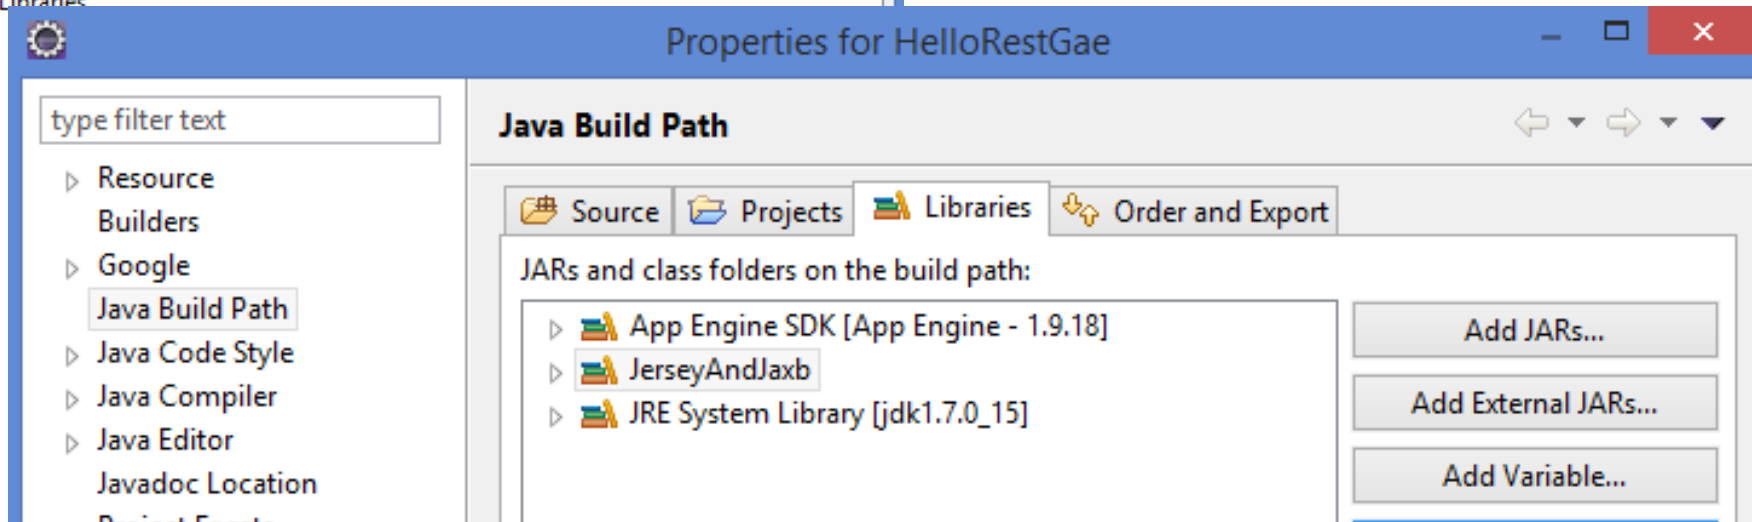 Libraries
Properties for HelloRestGae
type filter text
Resource
Builders
Google
Java Build Path
Java Code Style
Java Compiler
Java Editor
Javadoc Location
Project Facets
Java Build Path
Source
Projects
Libraries
Order and Export
JARs and class folders on the build path:
App Engine SDK [App Engine - 1.9.18]
JerseyAndJaxb
JRE System Library [jdk1.7.0_15]
Add JARs...
Add External JARs...
Add Variable...